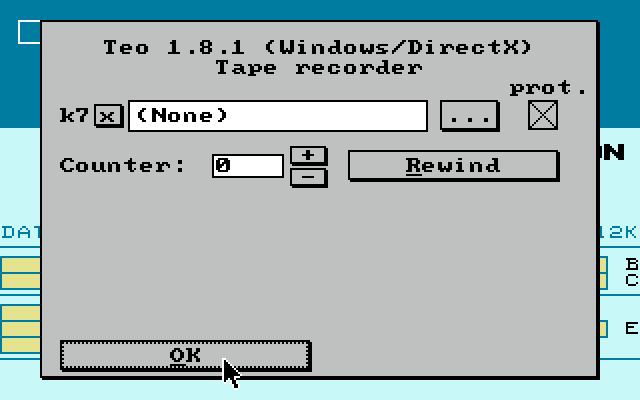 Teo 1.8.1 (Windows/DirectX)
Tape recorder
prot.
k7 x (None) ...
Counter: 0 + Rewind
-
OK
N
DAT 12K
B
C
E